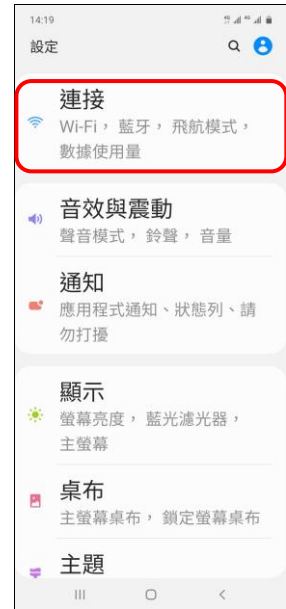 14:19
設定
連接
Wi-Fi， 藍牙， 飛航模式，
數據使用量
音效與震動
聲音模式， 鈴聲， 音量
通知
應用程式通知、狀態列、請
勿打擾
顯示
螢幕亮度， 藍光濾光器，
主螢幕
桌布
主螢幕桌布， 鎖定螢幕桌布
主題